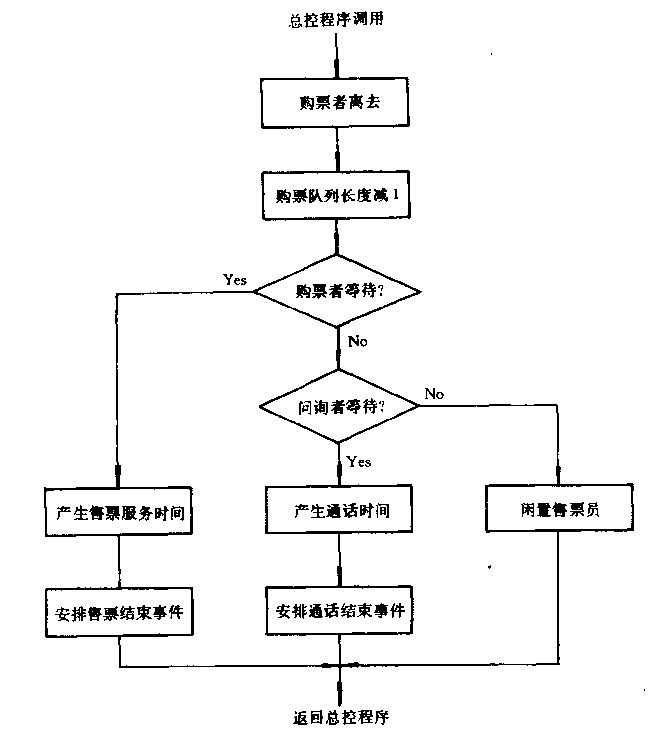 总控程序调用
购票者离去
购票队列长度减1
购票者等待?
Yes
No
问询者等待?
No
Yes
产生售票服务时间
产生通话时间
闲置售票员
安排售票结束事件
安排通话结束事件
返回总控程序